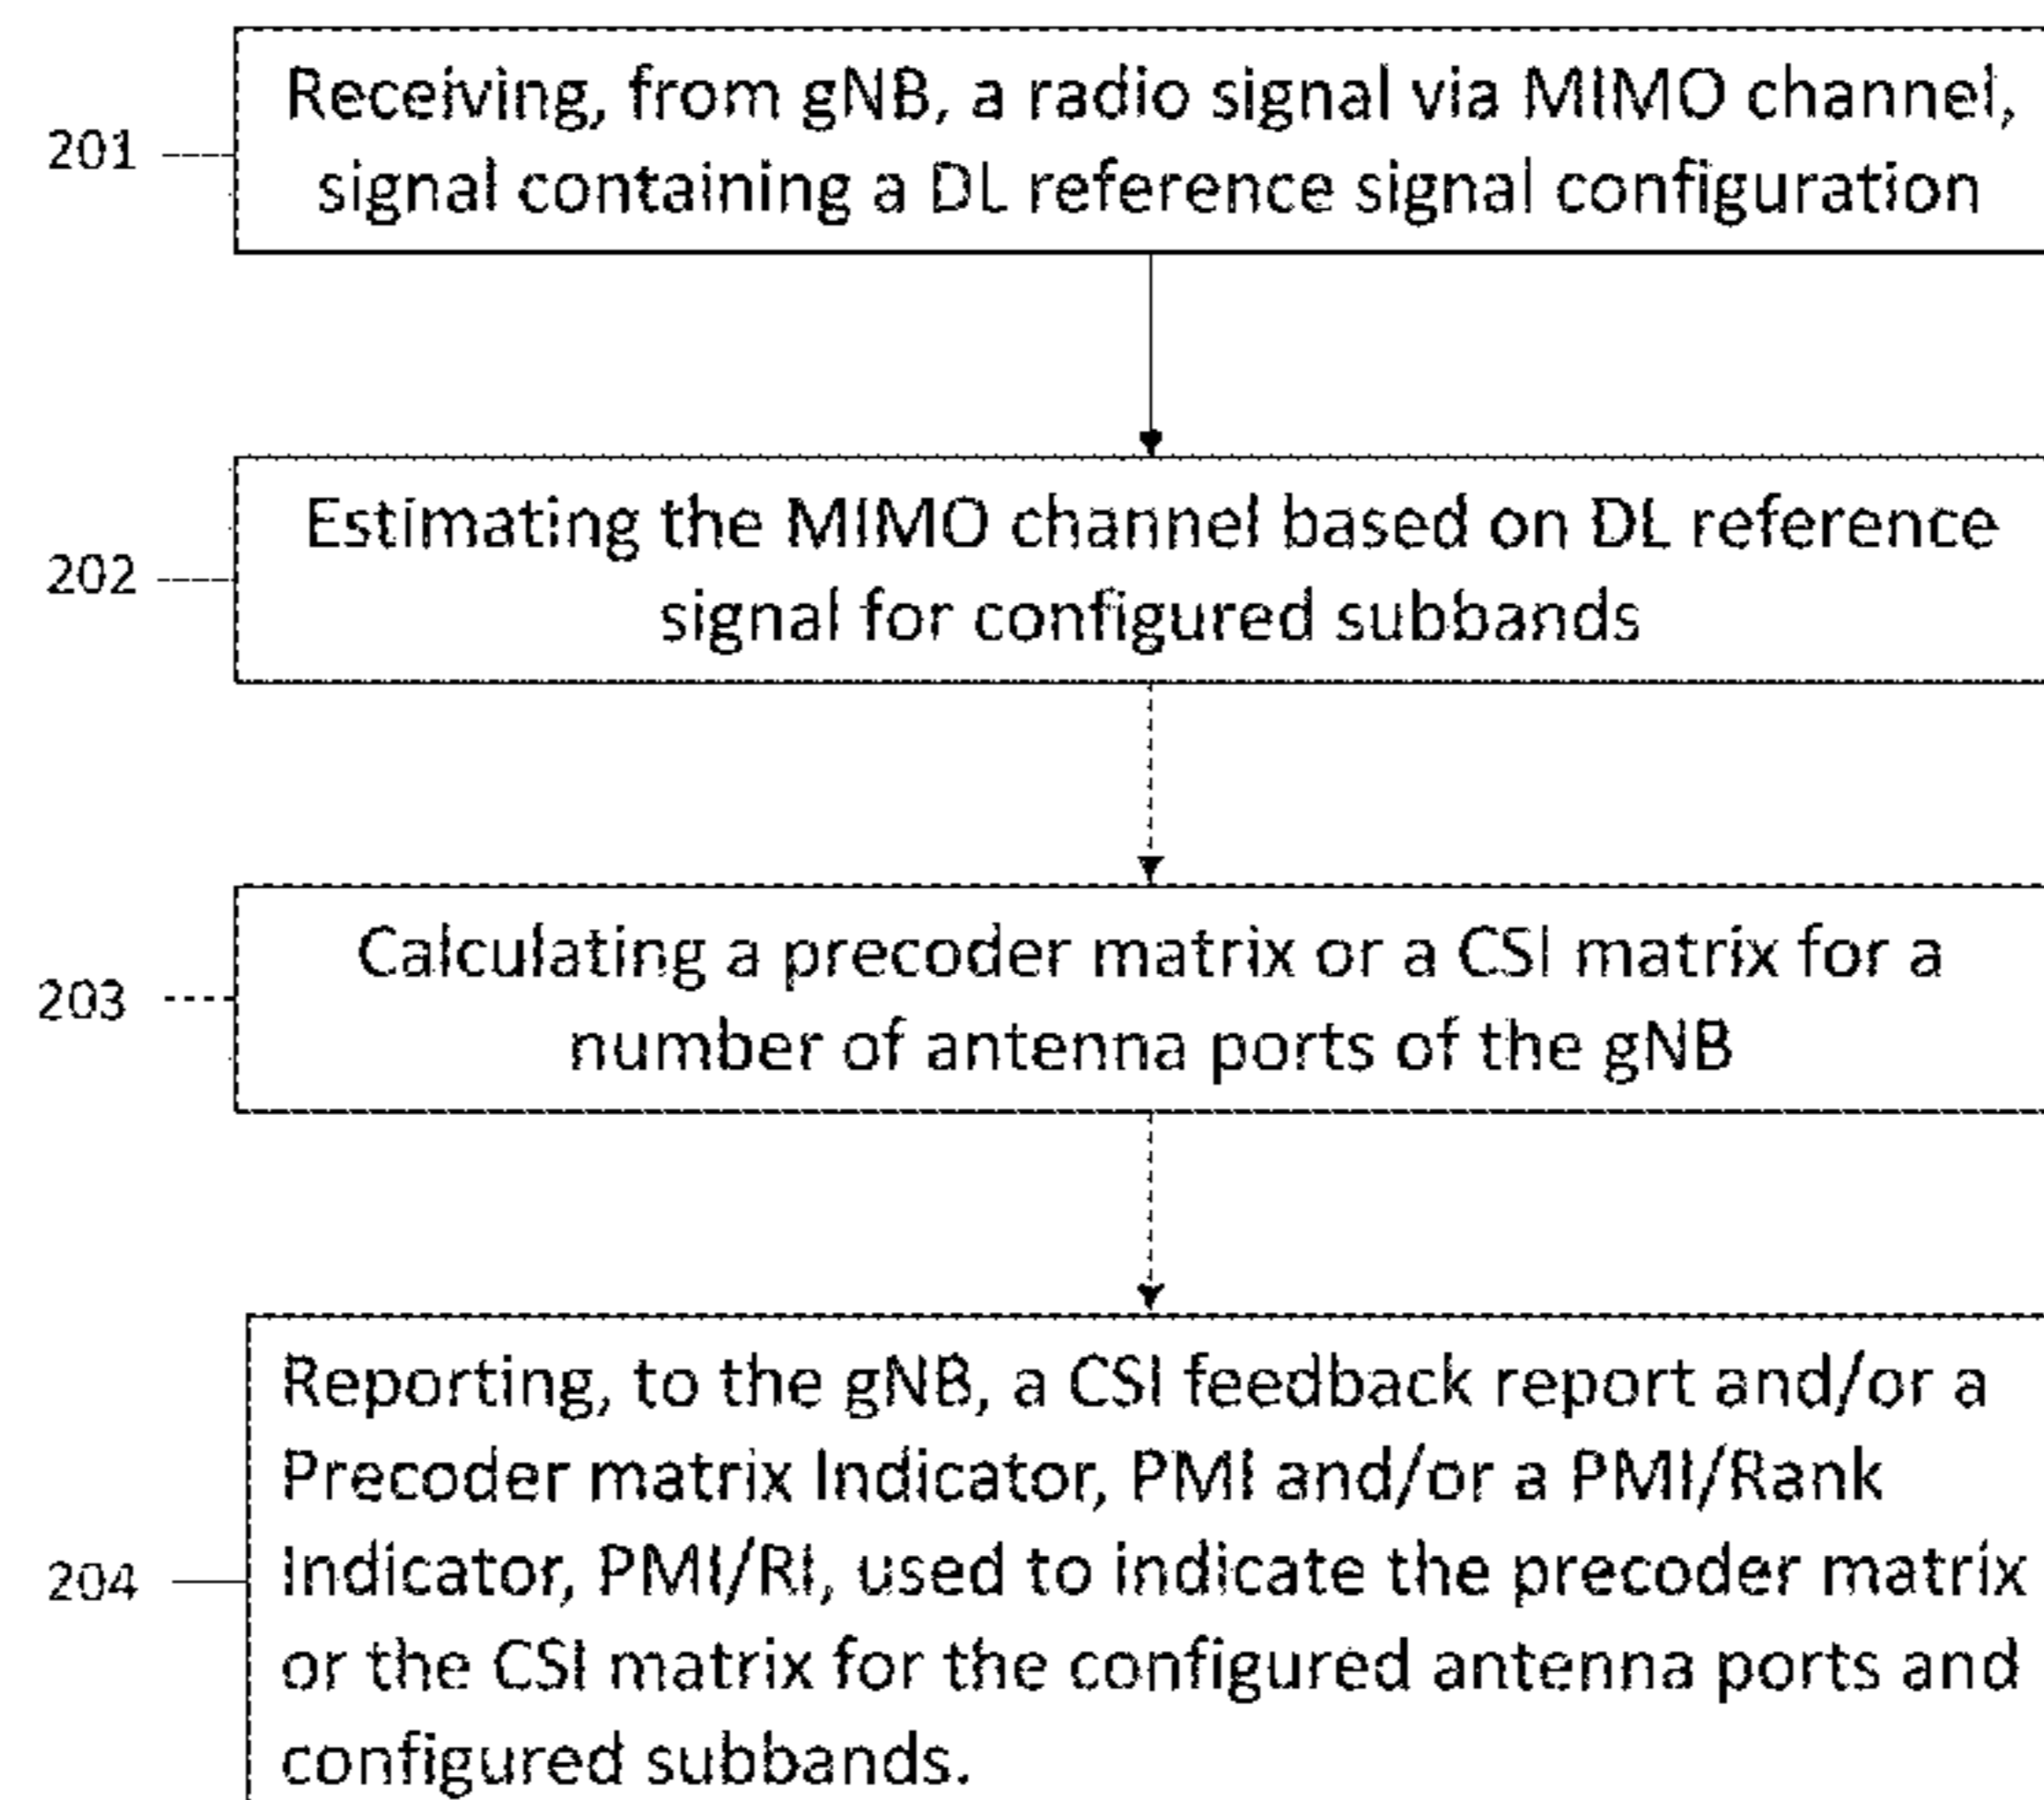 201
Receiving, from gNB, a radio signal via MIMO channel,
signal containing a DL reference signal configuration
202
Estimating the MIMO channel based on DL reference
signal for configured subbands
203
Calculating a precoder matrix or a CSI matrix for a
number of antenna ports of the gNB
204
Reporting, to the gNB, a CSI feedback report and/or a
Precoder matrix Indicator, PMI and/or a PMI/Rank
Indicator, PMI/RI, used to indicate the precoder matrix
or the CSI matrix for the configured antenna ports and
configured subbands.